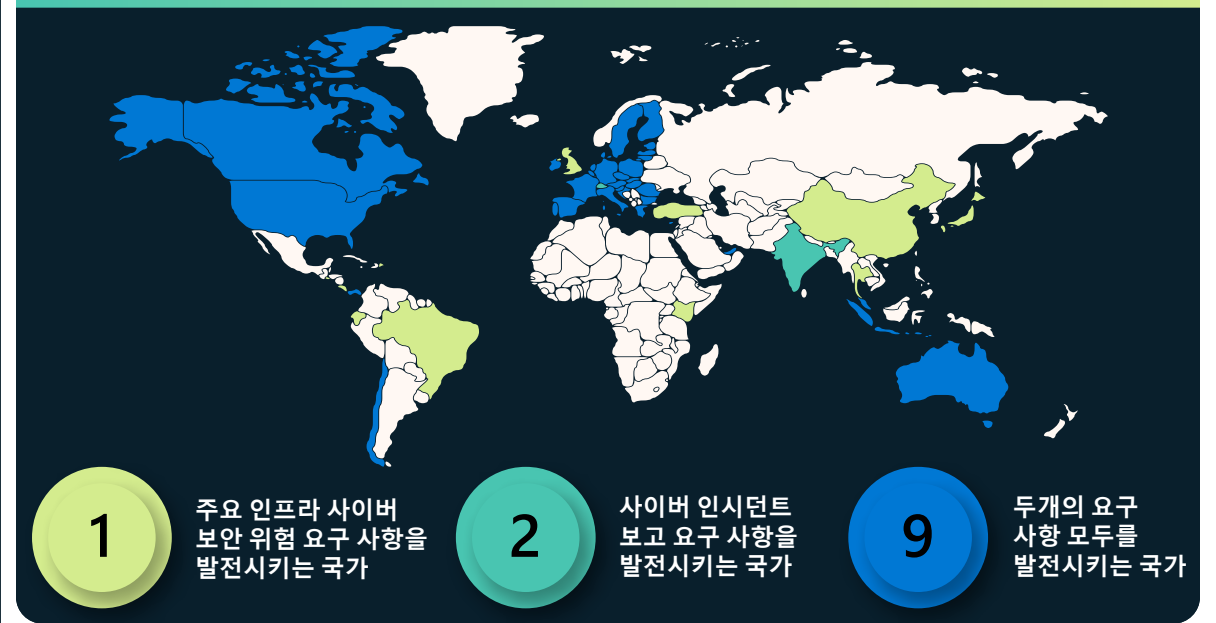 1
주요 인프라 사이버
보안 위험 요구 사항을
발전시키는 국가
2
사이버 인시던트
보고 요구 사항을
발전시키는 국가
9
두개의 요구
사항 모두를
발전시키는 국가